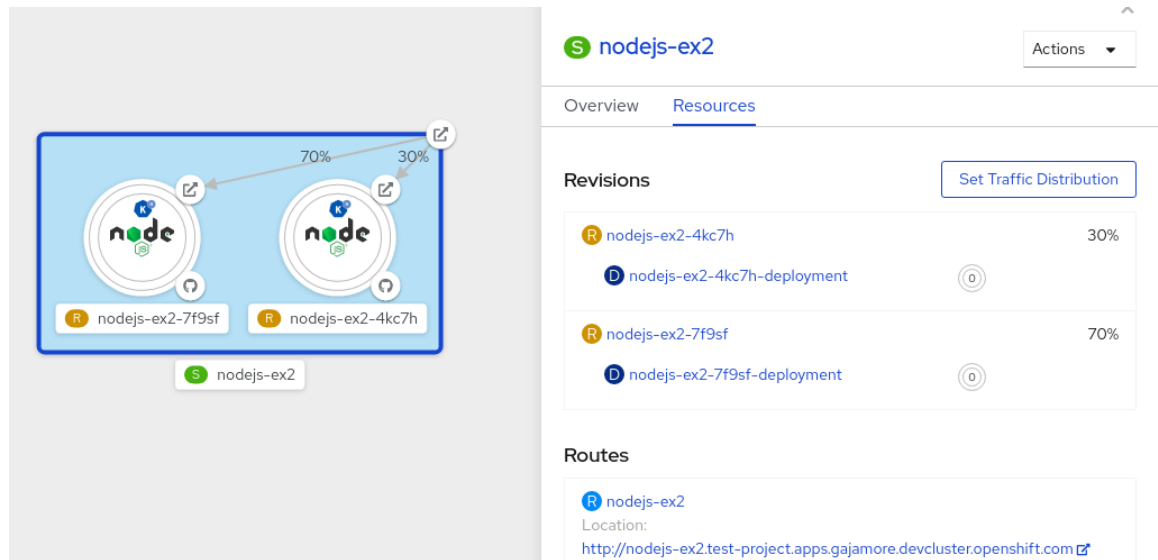 70%
30%
K
node
JS
K
node
JS
R nodejs-ex2-7f9sf
R nodejs-ex2-4kc7h
S nodejs-ex2
S nodejs-ex2
Actions
Overview Resources
Revisions
Set Traffic Distribution
R nodejs-ex2-4kc7h 30%
D nodejs-ex2-4kc7h-deployment 0
R nodejs-ex2-7f9sf 70%
D nodejs-ex2-7f9sf-deployment 0
Routes
R nodejs-ex2
Location:
http://nodejs-ex2.test-project.apps.gajamore.devcluster.openshift.com